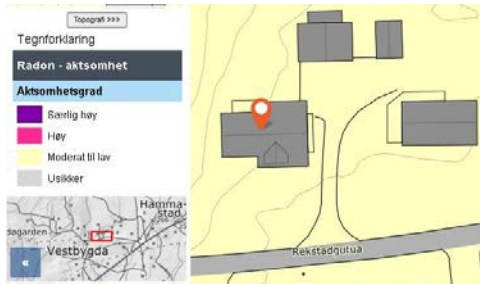 Topografi >>>
Tegnforklaring
Radon - aktsomhet
Aktsomhetsgrad
Særlig høy
Høy
Moderat til lav
Usikker
Hamma-
stad
Vestbygda
«
Rekstadgutua